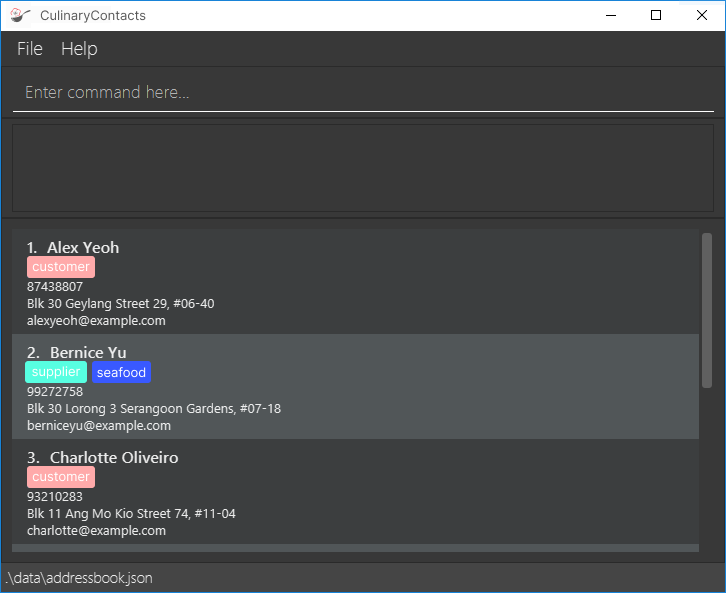 CulinaryContacts
File Help
Enter command here...
1. Alex Yeoh
customer
87438807
Blk 30 Geylang Street 29, #06-40
alexyeoh@example.com
2. Bernice Yu
supplier seafood
99272758
Blk 30 Lorong 3 Serangoon Gardens, #07-18
berniceyu@example.com
3. Charlotte Oliveiro
customer
93210283
Blk 11 Ang Mo Kio Street 74, #11-04
charlotte@example.com
.\data\addressbook.json